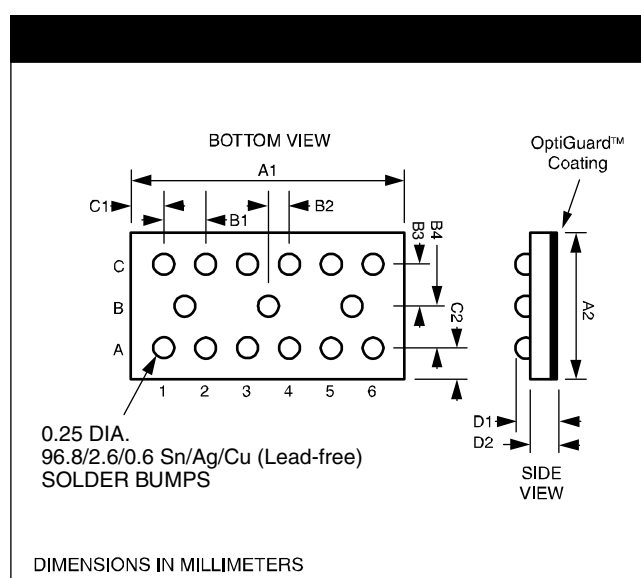 BOTTOM VIEW
OptiGuard™
Coating
A1
C1
B1
B2
B3
B4
C
B
A
C2
A2
1 2 3 4 5 6
D1
D2
0.25 DIA.
96.8/2.6/0.6 Sn/Ag/Cu (Lead-free)
SOLDER BUMPS
SIDE
VIEW
DIMENSIONS IN MILLIMETERS